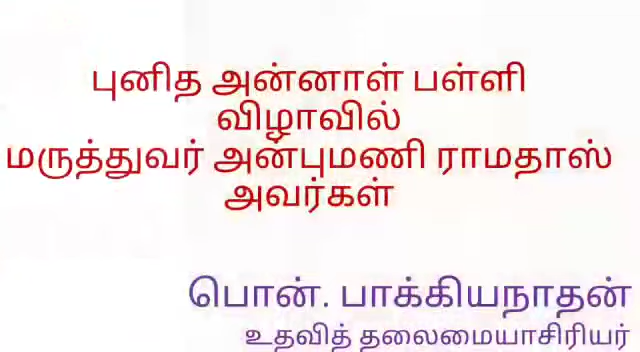 புனித அன்னாள் பள்ளி
விழாவில்
மருத்துவர் அன்புமணி ராமதாஸ்
அவர்கள்
பொன். பாக்கியநாதன்
உதவித் தலைமையாசிரியர்